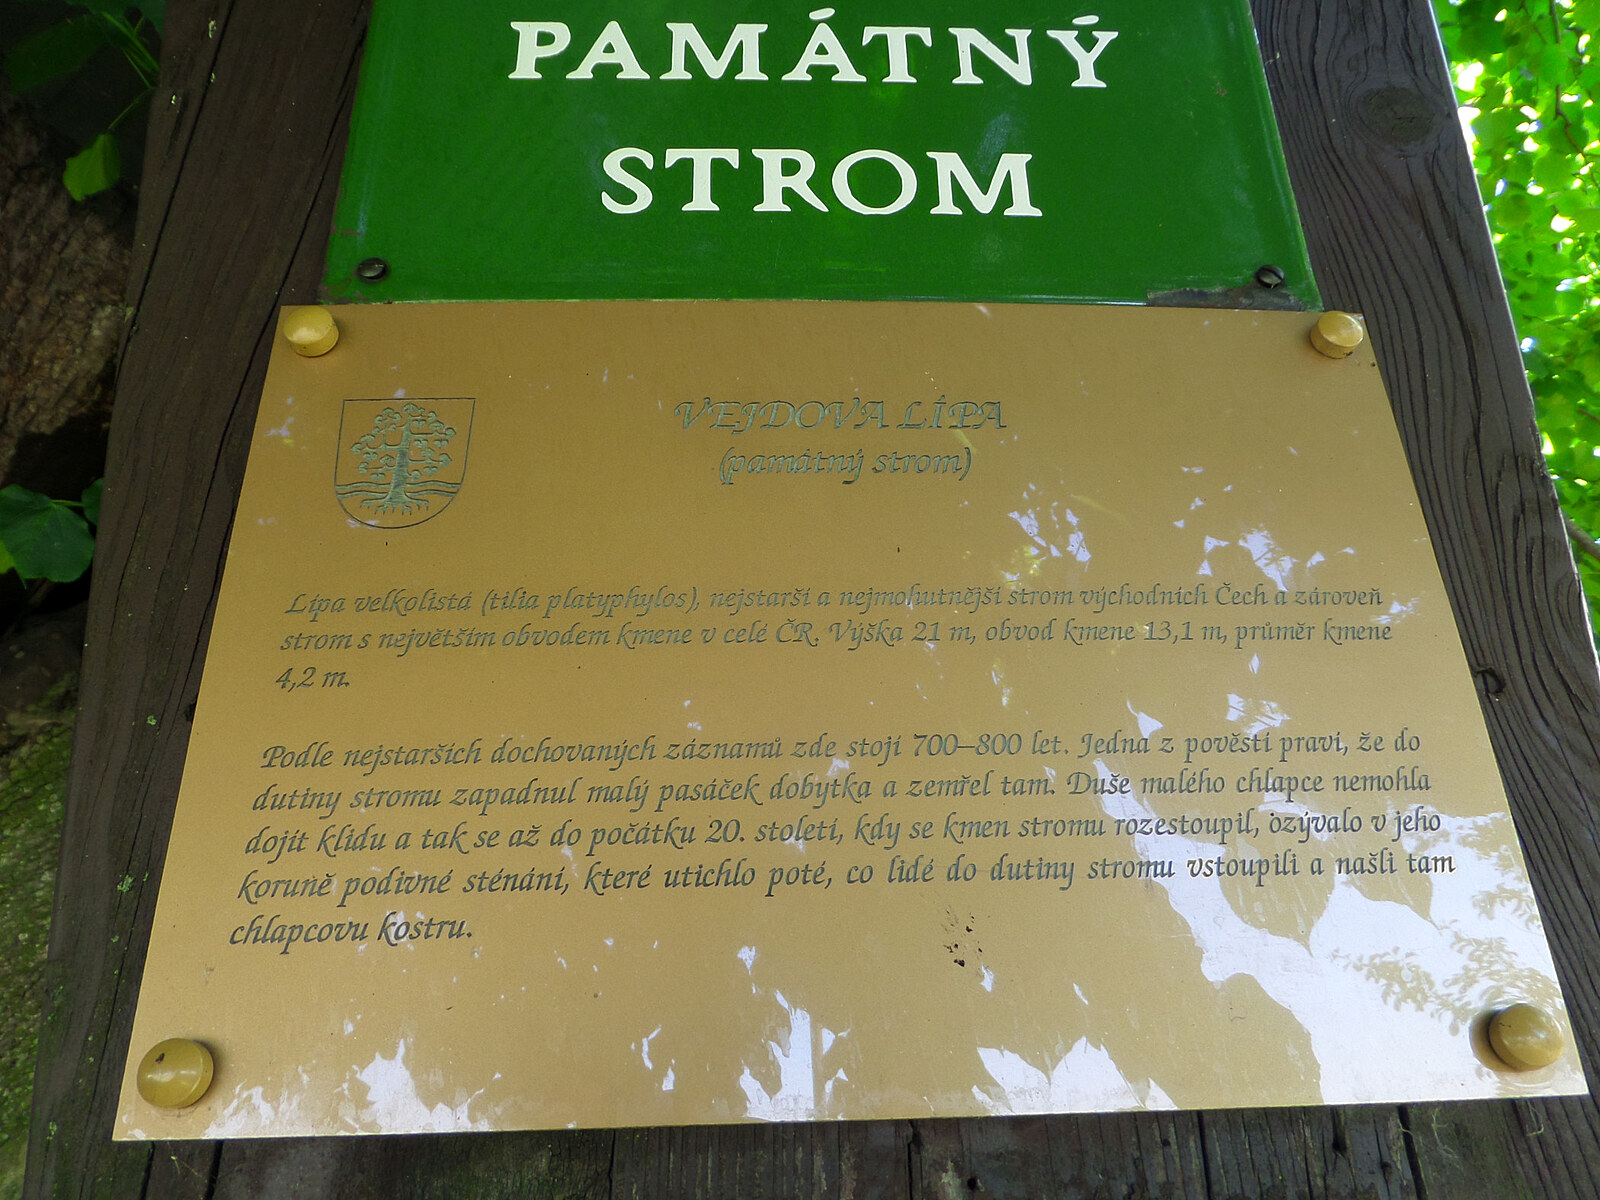 PAMÁTNÝ
STROM
VEJDOVA LÍPA
(památný strom)
Lípa velkolistá (tilia platyphylos), nejstarší a nejmohutnější strom východních Čech a zároveň
strom s největším obvodem kmene v celé ČR. Výška 21 m, obvod kmene 13,1 m, průměr kmene
4,2 m.
Podle nejstarších dochovaných záznamů zde stojí 700–800 let. Jedna z pověstí praví, že do
dutiny stromu zapadnul malý pasáček dobytka a zemřel tam. Duše malého chlapce nemohla
dojít klidu a tak se až do počátku 20. století, kdy se kmen stromu rozestoupil, ozývalo v jeho
koruně podivné sténání, které utichlo poté, co lidé do dutiny stromu vstoupili a našli tam
chlapcovu kostru.